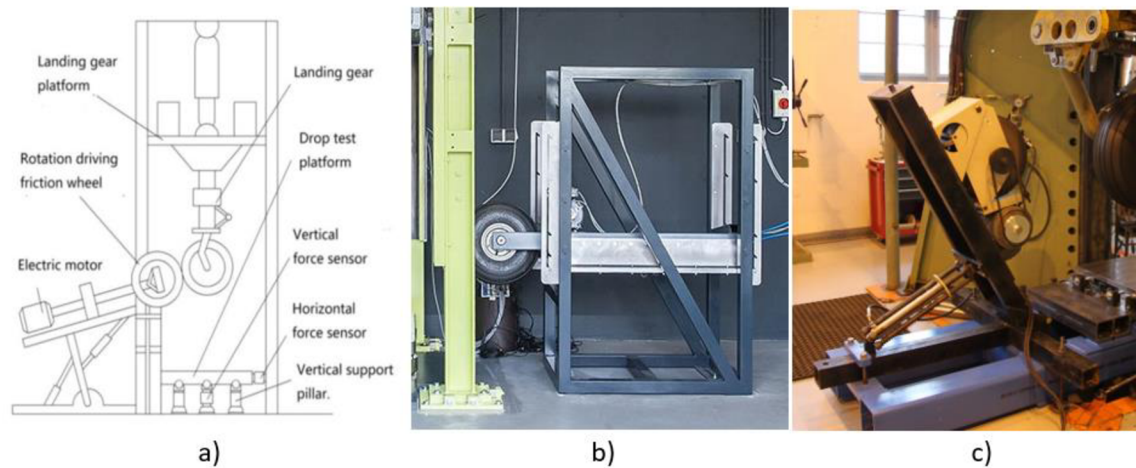 Landing gear
platform
Rotation driving
friction wheel
Electric motor
Landing gear
Drop test
platform
Vertical
force sensor
Horizontal
force sensor
Vertical support
pillar.
a)
b)
c)